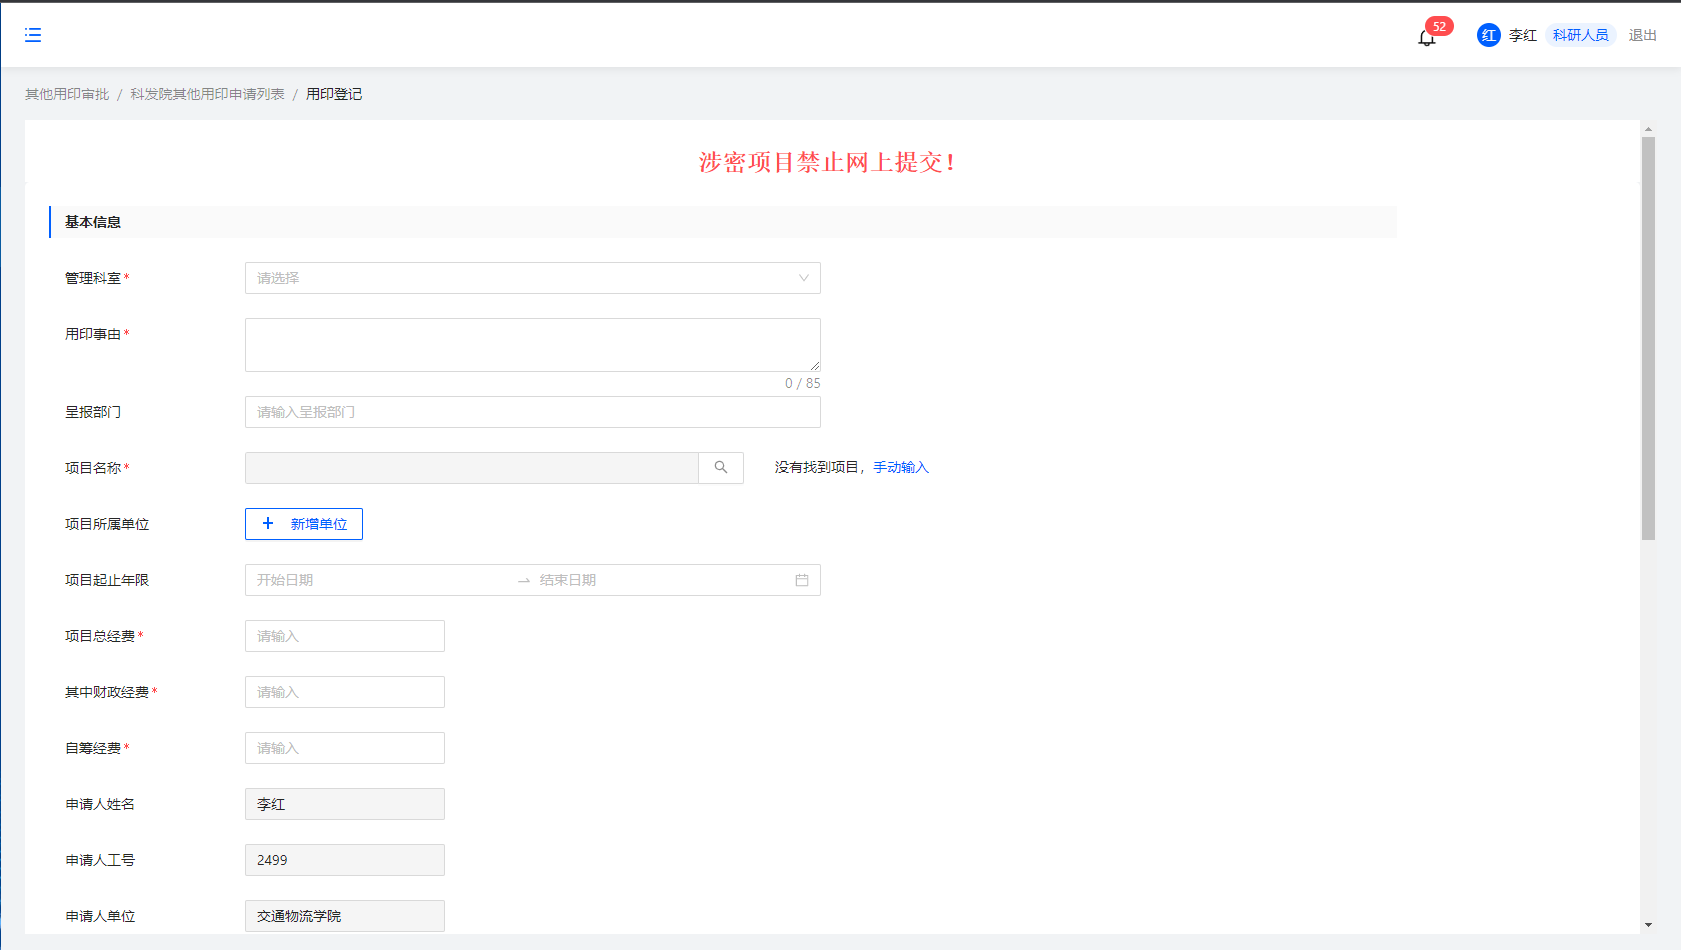 52
红 李红 科研人员 退出
其他用印审批 / 科发院其他用印申请列表 / 用印登记
涉密项目禁止网上提交！
基本信息
管理科室* 请选择
用印事由*
0 / 85
呈报部门 请输入呈报部门
项目名称* 没有找到项目，手动输入
项目所属单位 + 新增单位
项目起止年限 开始日期 → 结束日期
项目总经费* 请输入
其中财政经费* 请输入
自筹经费* 请输入
申请人姓名 李红
申请人工号 2499
申请人单位 交通物流学院